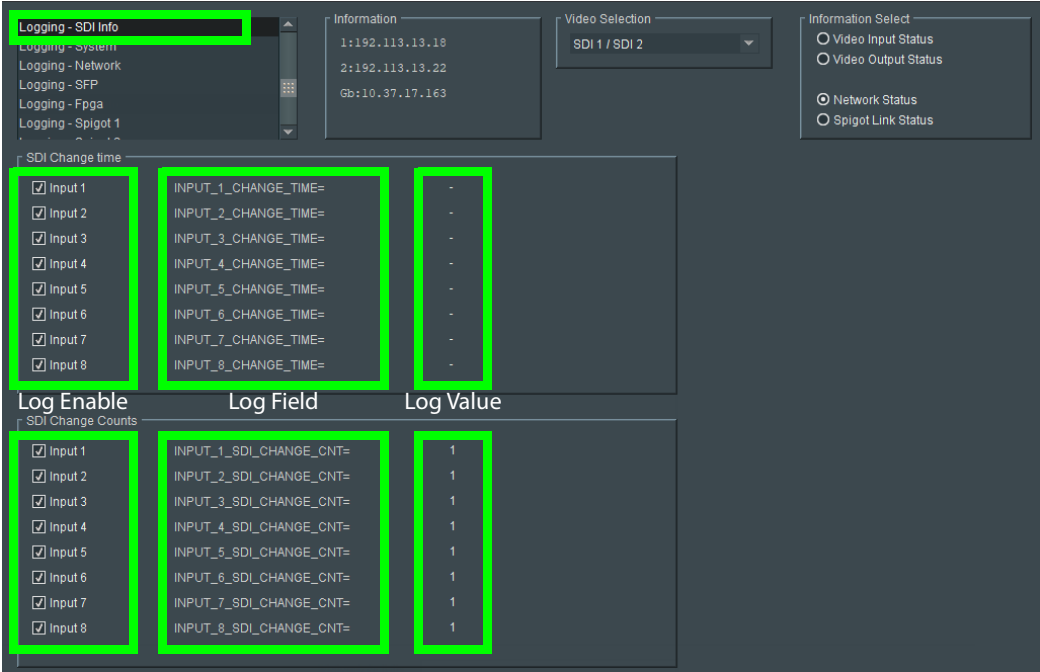 Logging - SDI Info
Logging - System
Logging - Network
Logging - SFP
Logging - Fpga
Logging - Spigot 1
Information
1:192.113.13.18
2:192.113.13.22
Gb:10.37.17.163
Video Selection
SDI 1 / SDI 2
Information Select
Video Input Status
Video Output Status
Network Status
Spigot Link Status
SDI Change time
Input 1 INPUT_1_CHANGE_TIME= -
Input 2 INPUT_2_CHANGE_TIME= -
Input 3 INPUT_3_CHANGE_TIME= -
Input 4 INPUT_4_CHANGE_TIME= -
Input 5 INPUT_5_CHANGE_TIME= -
Input 6 INPUT_6_CHANGE_TIME= -
Input 7 INPUT_7_CHANGE_TIME= -
Input 8 INPUT_8_CHANGE_TIME= -
Log Enable Log Field Log Value
SDI Change Counts
Input 1 INPUT_1_SDI_CHANGE_CNT= 1
Input 2 INPUT_2_SDI_CHANGE_CNT= 1
Input 3 INPUT_3_SDI_CHANGE_CNT= 1
Input 4 INPUT_4_SDI_CHANGE_CNT= 1
Input 5 INPUT_5_SDI_CHANGE_CNT= 1
Input 6 INPUT_6_SDI_CHANGE_CNT= 1
Input 7 INPUT_7_SDI_CHANGE_CNT= 1
Input 8 INPUT_8_SDI_CHANGE_CNT= 1